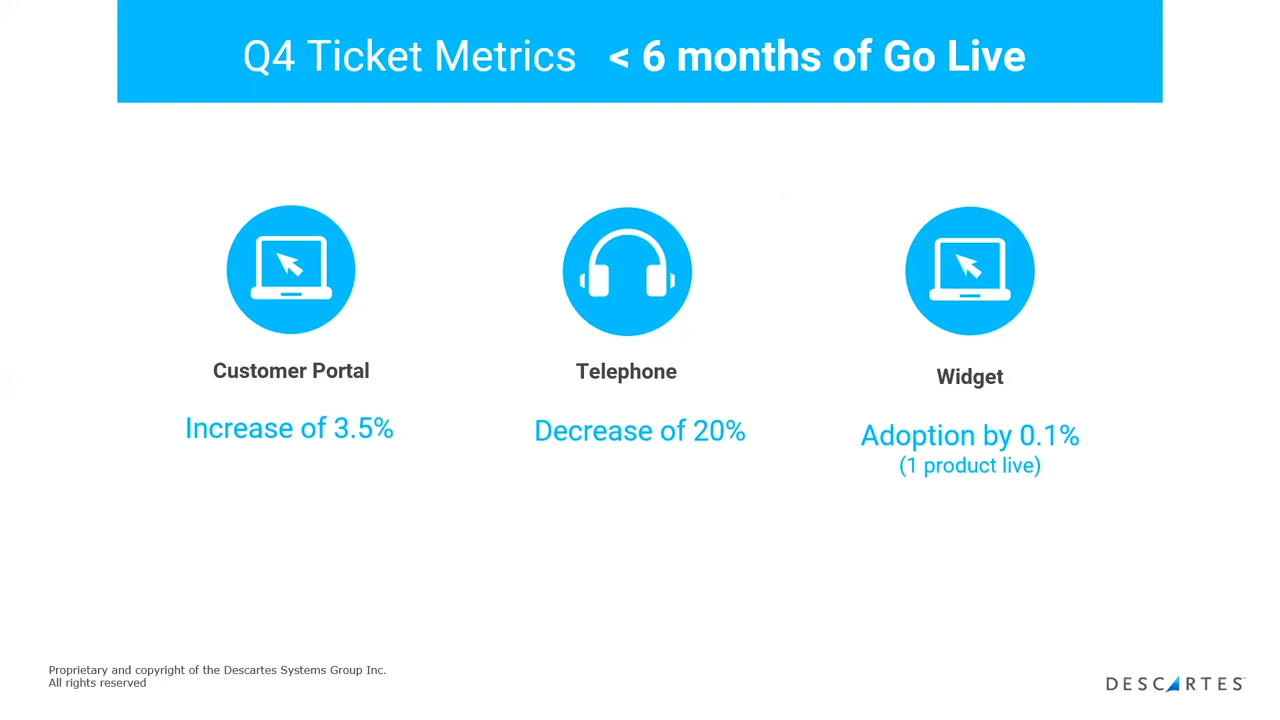 Q4 Ticket Metrics < 6 months of Go Live
Customer Portal
Increase of 3.5%
Telephone
Decrease of 20%
Widget
Adoption by 0.1%
(1 product live)
Proprietary and copyright of the Descartes Systems Group Inc.
All rights reserved
DESCARTES